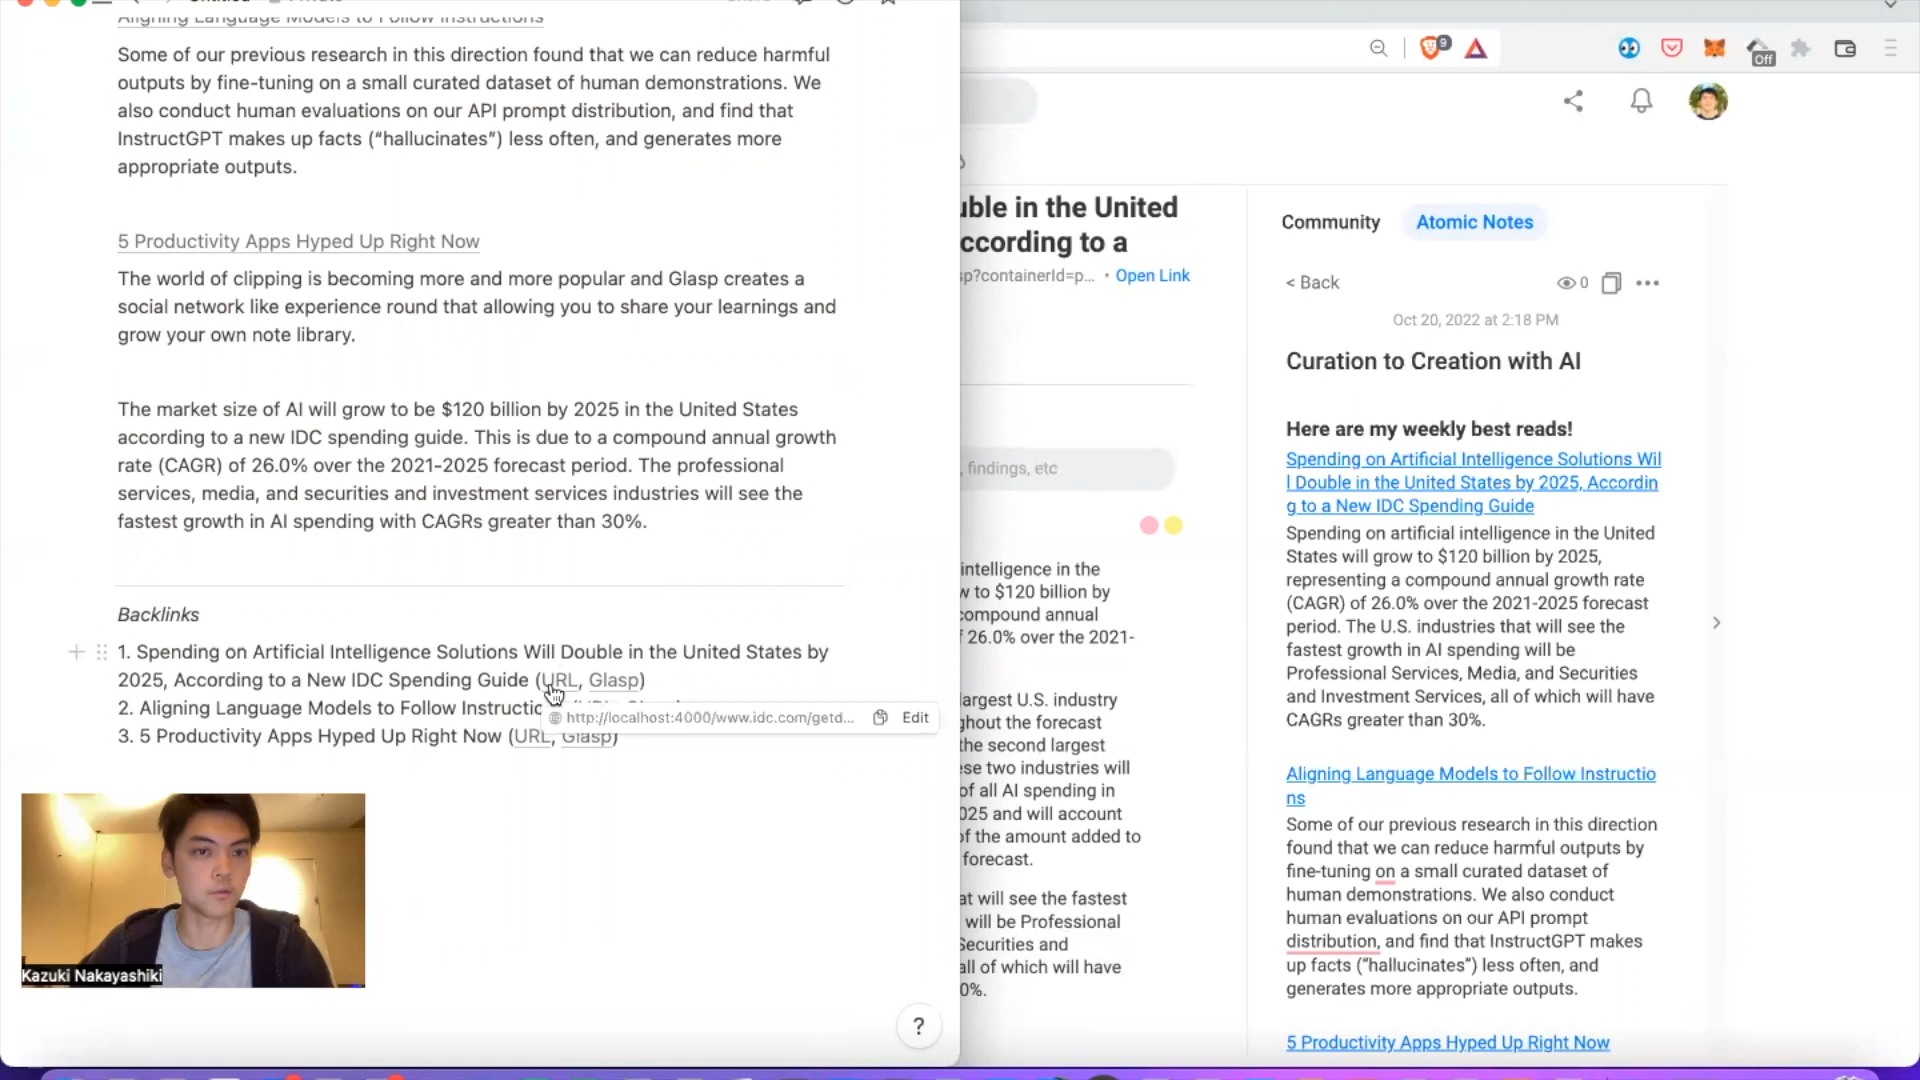 Untitled
Private
Share
Aligning Language Models to Follow Instructions
Some of our previous research in this direction found that we can reduce harmful
outputs by fine-tuning on a small curated dataset of human demonstrations. We
also conduct human evaluations on our API prompt distribution, and find that
InstructGPT makes up facts (“hallucinates”) less often, and generates more
appropriate outputs.
5 Productivity Apps Hyped Up Right Now
The world of clipping is becoming more and more popular and Glasp creates a
social network like experience round that allowing you to share your learnings and
grow your own note library.
The market size of AI will grow to be $120 billion by 2025 in the United States
according to a new IDC spending guide. This is due to a compound annual growth
rate (CAGR) of 26.0% over the 2021-2025 forecast period. The professional
services, media, and securities and investment services industries will see the
fastest growth in AI spending with CAGRs greater than 30%.
Backlinks
1. Spending on Artificial Intelligence Solutions Will Double in the United States by
2025, According to a New IDC Spending Guide (URL, Glasp)
2. Aligning Language Models to Follow Instructio
http://localhost:4000/www.idc.com/getd...
Edit
3. 5 Productivity Apps Hyped Up Right Now (URL, Glasp)
Kazuki Nakayashiki
?
9
Off
uble in the United
ccording to a
sp?containerId=p... • Open Link
, findings, etc
intelligence in the
w to $120 billion by
compound annual
f 26.0% over the 2021-
largest U.S. industry
ghout the forecast
the second largest
ese two industries will
of all AI spending in
025 and will account
of the amount added to
forecast.
at will see the fastest
will be Professional
Securities and
all of which will have
0%.
Community
Atomic Notes
< Back
0
Oct 20, 2022 at 2:18 PM
Curation to Creation with AI
Here are my weekly best reads!
Spending on Artificial Intelligence Solutions Wil
l Double in the United States by 2025, Accordin
g to a New IDC Spending Guide
Spending on artificial intelligence in the United
States will grow to $120 billion by 2025,
representing a compound annual growth rate
(CAGR) of 26.0% over the 2021-2025 forecast
period. The U.S. industries that will see the
fastest growth in AI spending will be
Professional Services, Media, and Securities
and Investment Services, all of which will have
CAGRs greater than 30%.
Aligning Language Models to Follow Instructio
ns
Some of our previous research in this direction
found that we can reduce harmful outputs by
fine-tuning on a small curated dataset of
human demonstrations. We also conduct
human evaluations on our API prompt
distribution, and find that InstructGPT makes
up facts (“hallucinates”) less often, and
generates more appropriate outputs.
5 Productivity Apps Hyped Up Right Now